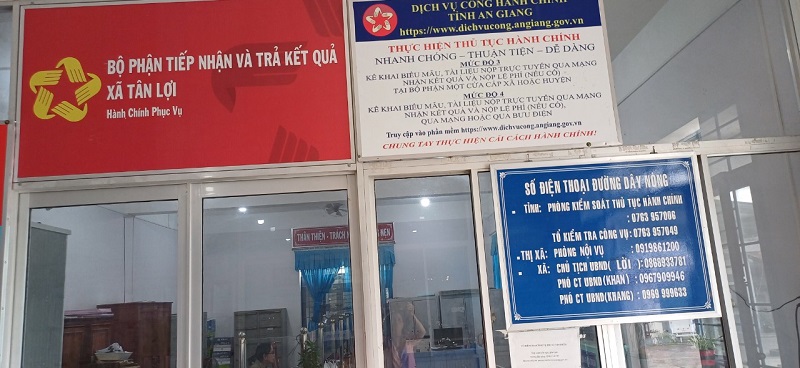 BỘ PHẬN TIẾP NHẬN VÀ TRẢ KẾT QUẢ
XÃ TÂN LỢI
Hành Chính Phục Vụ
DỊCH VỤ CÔNG HÀNH CHÍNH
TỈNH AN GIANG
https://www.dichvucong.angiang.gov.vn
THỰC HIỆN THỦ TỤC HÀNH CHÍNH
NHANH CHÓNG – THUẬN TIỆN – DỄ DÀNG
MỨC ĐỘ 3
KÊ KHAI BIỂU MẪU, TÀI LIỆU NỘP TRỰC TUYẾN QUA MẠNG
NHẬN KẾT QUẢ VÀ NỘP LỆ PHÍ (NẾU CÓ)
TẠI BỘ PHẬN MỘT CỬA CẤP XÃ HOẶC HUYỆN
MỨC ĐỘ 4
KÊ KHAI BIỂU MẪU, TÀI LIỆU NỘP TRỰC TUYẾN QUA MẠNG
NHẬN KẾT QUẢ VÀ NỘP LỆ PHÍ (NẾU CÓ),
QUA MẠNG HOẶC QUA BƯU ĐIỆN
Truy cập vào phần mềm https://www.dichvucong.angiang.gov.vn
CHUNG TAY THỰC HIỆN CẢI CÁCH HÀNH CHÍNH!
SỐ ĐIỆN THOẠI ĐƯỜNG DÂY NÓNG
- TỈNH: PHÒNG KIỂM SOÁT THỦ TỤC HÀNH CHÍNH
: 0763 957006
TỔ KIỂM TRA CÔNG VỤ: 0763 957049
- THỊ XÃ: PHÒNG NỘI VỤ : 0919861200
- XÃ: CHỦ TỊCH UBND( LỜI ): 0868933781
PHÓ CT UBND(KHAN): 0967909946
PHÓ CT UBND(KHANG): 0969 999633
THÂN THIỆN - TRÁCH